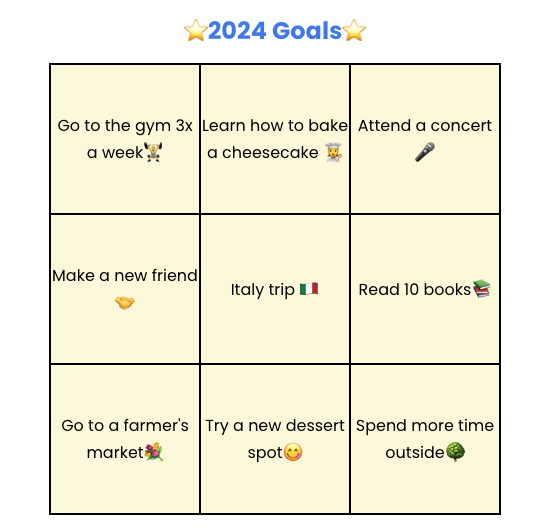 ⭐2024 Goals⭐
Go to the gym 3x
a week🏋️
Learn how to bake
a cheesecake 👩‍🍳
Attend a concert
🎤
Make a new friend
🤝
Italy trip 🇮🇹
Read 10 books📚
Go to a farmer's
market💐
Try a new dessert
spot😋
Spend more time
outside🌳